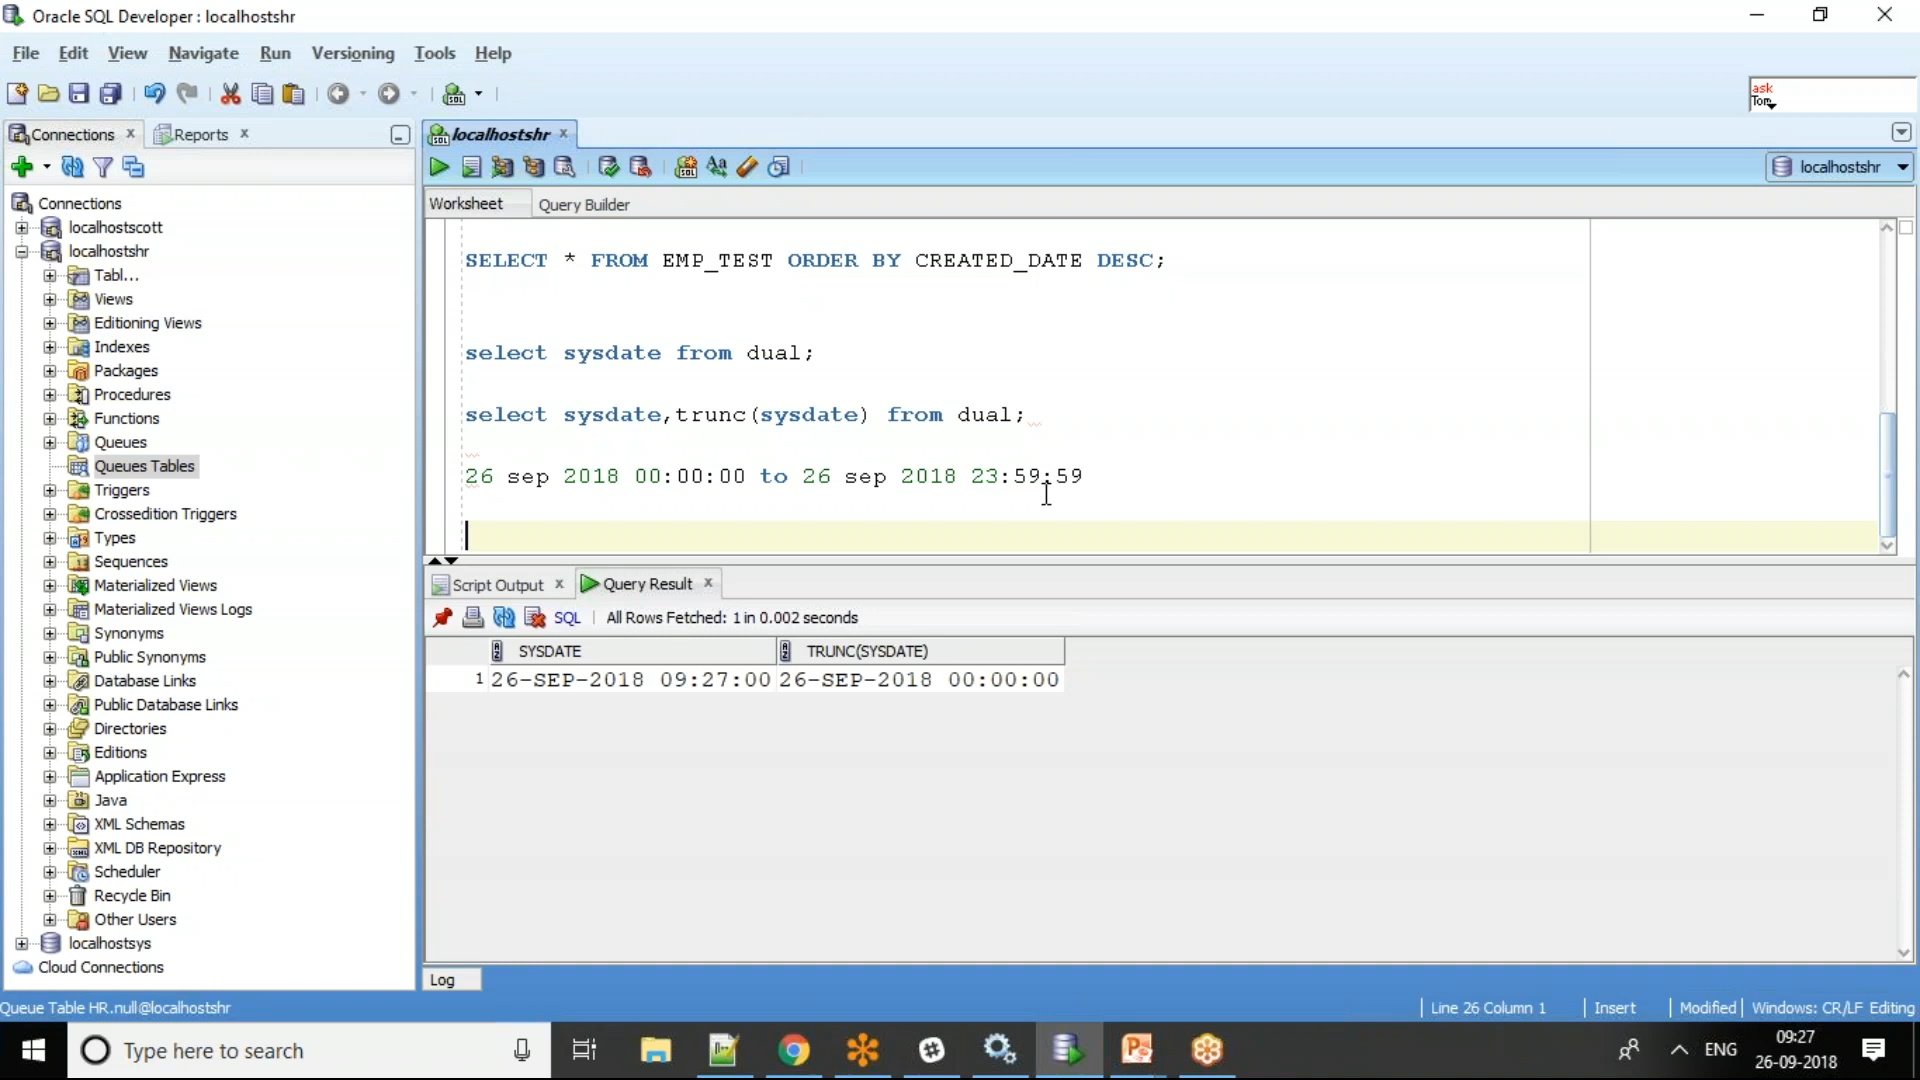 Oracle SQL Developer : localhostshr
File Edit View Navigate Run Versioning Tools Help
ask
Tom
Connections
Reports
localhostshr
localhostshr
Worksheet
Query Builder
Connections
localhostscott
localhostshr
Tabl...
Views
Editioning Views
Indexes
Packages
Procedures
Functions
Queues
Queues Tables
Triggers
Crossedition Triggers
Types
Sequences
Materialized Views
Materialized Views Logs
Synonyms
Public Synonyms
Database Links
Public Database Links
Directories
Editions
Application Express
Java
XML Schemas
XML DB Repository
Scheduler
Recycle Bin
Other Users
localhostsys
Cloud Connections
SELECT * FROM EMP_TEST ORDER BY CREATED_DATE DESC;
select sysdate from dual;
select sysdate,trunc(sysdate) from dual;
26 sep 2018 00:00:00 to 26 sep 2018 23:59:59
Script Output
Query Result
SQL
All Rows Fetched: 1 in 0.002 seconds
SYSDATE TRUNC(SYSDATE)
1 26-SEP-2018 09:27:00 26-SEP-2018 00:00:00
Log
Queue Table HR.null@localhostshr
Line 26 Column 1
Insert
Modified
Windows: CR/LF Editing
Type here to search
ENG
09:27
26-09-2018